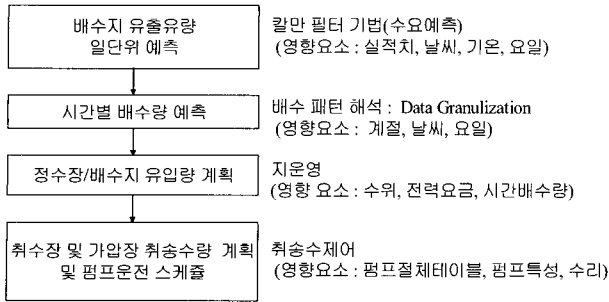 배수지 유출유량
일단위 예측
칼만 필터 기법(수요예측)
(영향요소 : 실적치, 날씨, 기온, 요일)
시간별 배수량 예측
배수 패턴 해석 : Data Granulization
(영향요소 : 계절, 날씨, 요일)
정수장/배수지 유입량 계획
지운영
(영향 요소 : 수위, 전력요금, 시간배수량)
취수장 및 가압장 취송수량 계획
및 펌프운전 스케쥴
취송수제어
(영향요소 : 펌프절체테이블, 펌프특성, 수리)